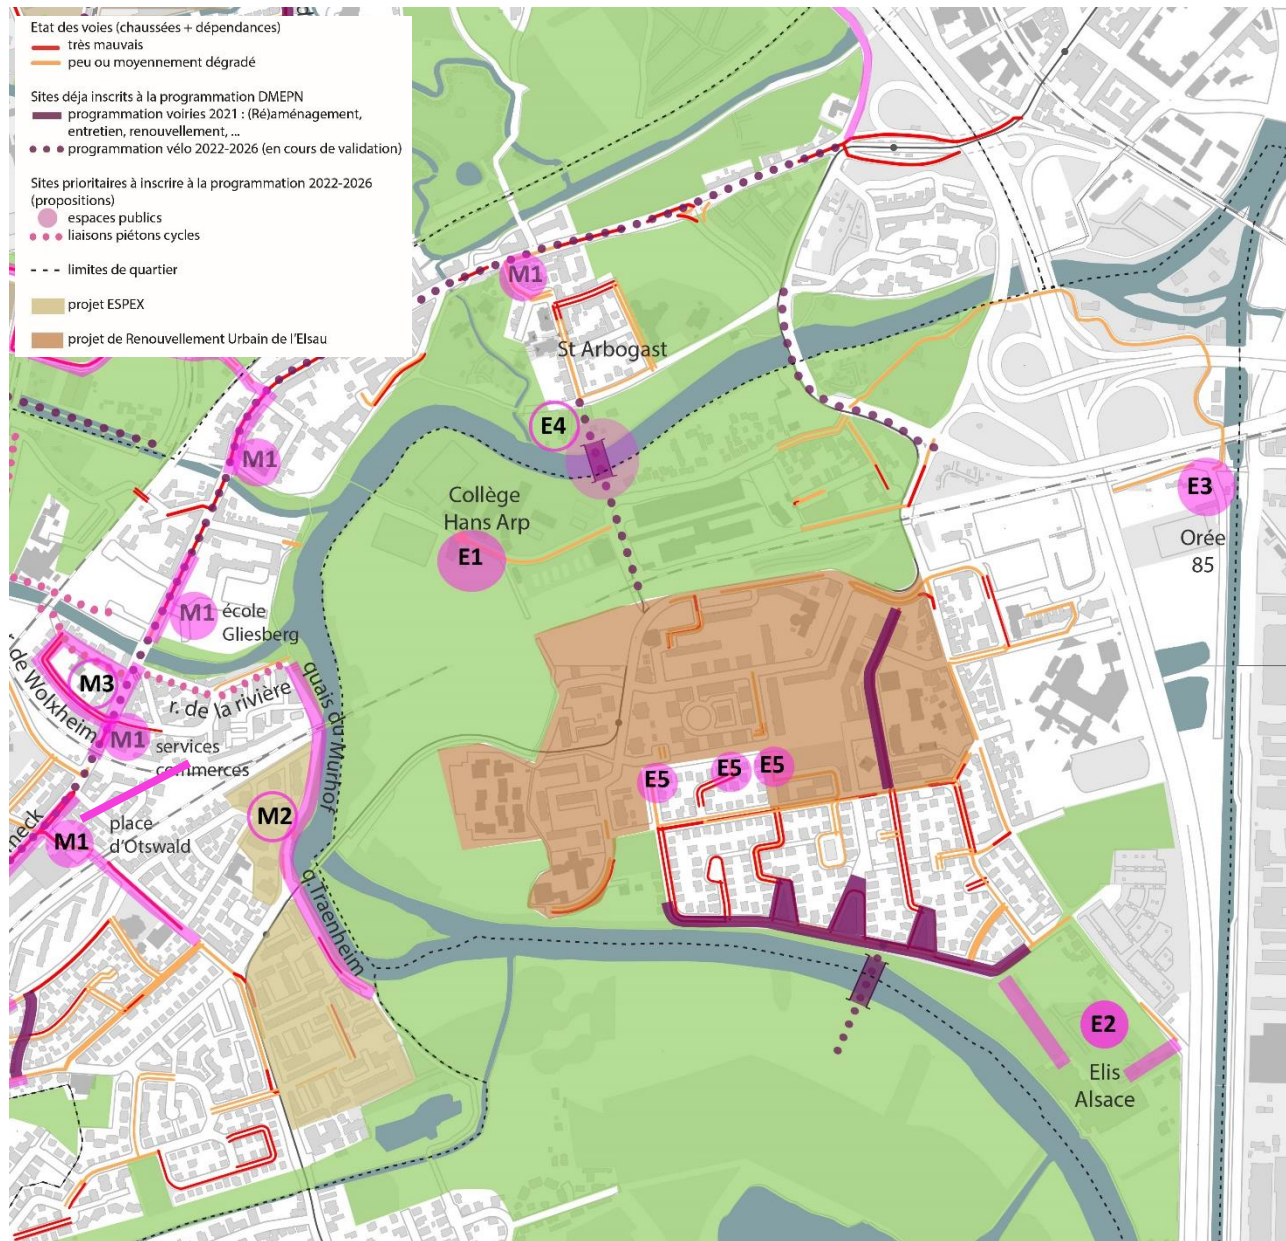 Etat des voies (chaussées + dépendances)
très mauvais
peu ou moyennement dégradé
Sites déja inscrits à la programmation DMEPN
programmation voiries 2021 : (Ré)aménagement,
entretien, renouvellement, ...
programmation vélo 2022-2026 (en cours de validation)
Sites prioritaires à inscrire à la programmation 2022-2026
(propositions)
espaces publics
liaisons piétons cycles
limites de quartier
projet ESPEX
projet de Renouvellement Urbain de l'Elsau
M1
St Arbogast
E4
M1
Collège
Hans Arp
E1
E3
Orée
85
M1
école
Gliesberg
M3
r. de la rivière
quais du Murhof
de Wolxheim
M1
services
commerces
E5
E5
E5
M2
M1
place
d'Otswald
neck
q.Traenheim
E2
Elis
Alsace